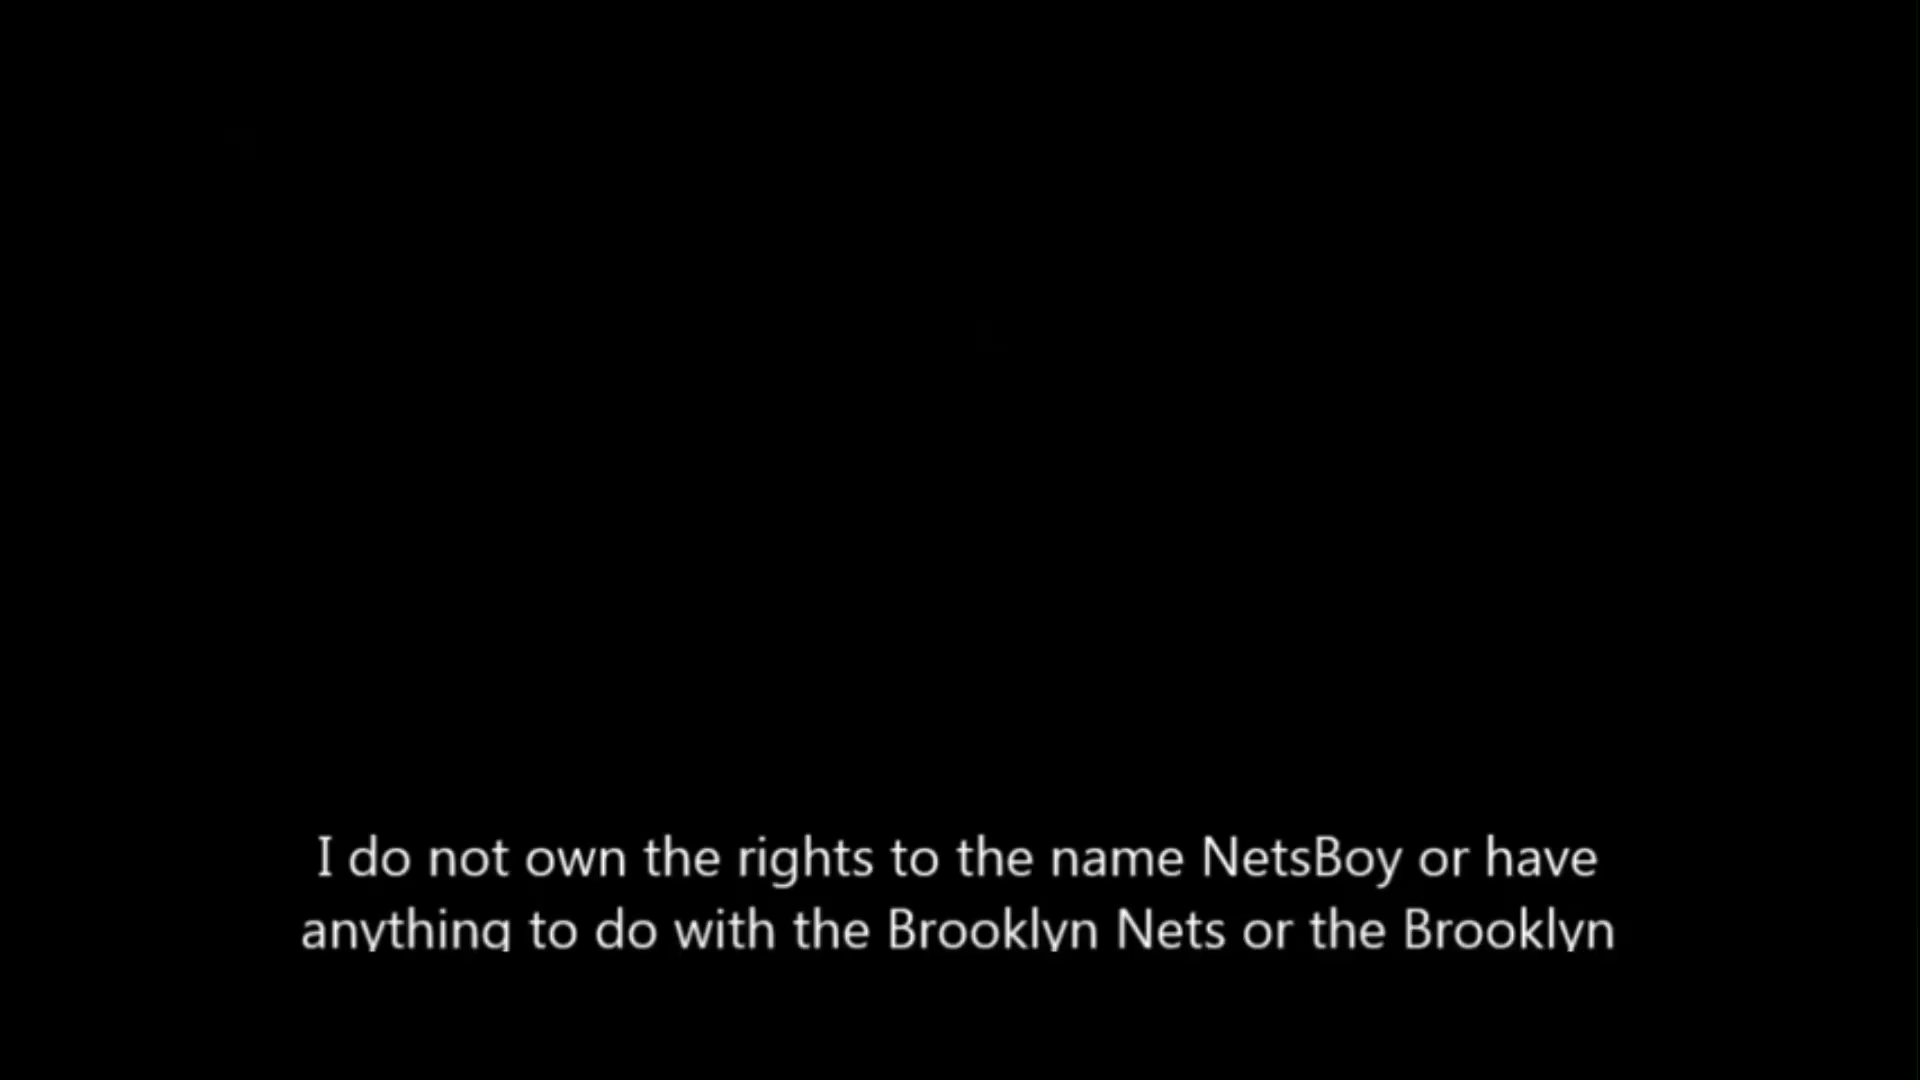 I do not own the rights to the name NetsBoy or have
anything to do with the Brooklyn Nets or the Brooklyn